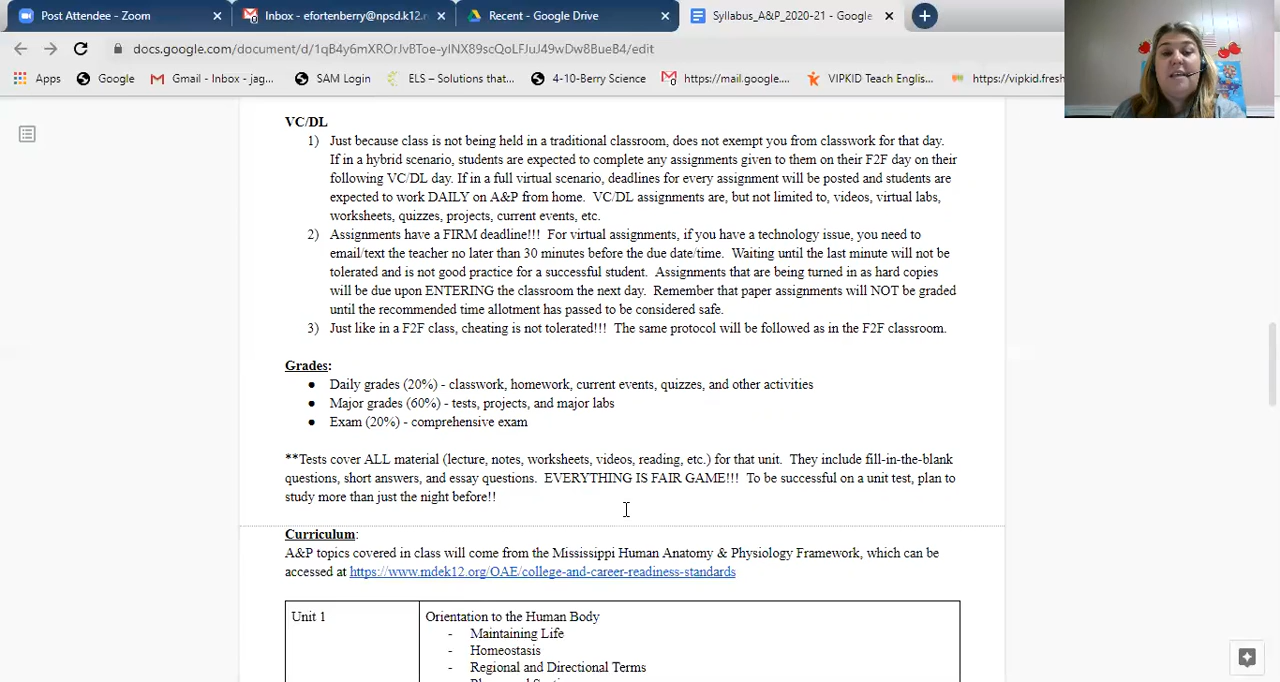 Post Attendee - Zoom
Inbox - efortenberry@npsd.k12.r
Recent - Google Drive
Syllabus_A&P_2020-21 - Google
docs.google.com/document/d/1qB4y6mXROrJvBToe-yINX89scQoLFJuJ49wDw8BueB4/edit
Apps
Google
Gmail - Inbox - jag...
SAM Login
ELS – Solutions that...
4-10-Berry Science
https://mail.google....
VIPKID Teach Englis...
https://vipkid.fresh
VC/DL
1) Just because class is not being held in a traditional classroom, does not exempt you from classwork for that day.
If in a hybrid scenario, students are expected to complete any assignments given to them on their F2F day on their
following VC/DL day. If in a full virtual scenario, deadlines for every assignment will be posted and students are
expected to work DAILY on A&P from home. VC/DL assignments are, but not limited to, videos, virtual labs,
worksheets, quizzes, projects, current events, etc.
2) Assignments have a FIRM deadline!!! For virtual assignments, if you have a technology issue, you need to
email/text the teacher no later than 30 minutes before the due date/time. Waiting until the last minute will not be
tolerated and is not good practice for a successful student. Assignments that are being turned in as hard copies
will be due upon ENTERING the classroom the next day. Remember that paper assignments will NOT be graded
until the recommended time allotment has passed to be considered safe.
3) Just like in a F2F class, cheating is not tolerated!!! The same protocol will be followed as in the F2F classroom.
Grades:
● Daily grades (20%) - classwork, homework, current events, quizzes, and other activities
● Major grades (60%) - tests, projects, and major labs
● Exam (20%) - comprehensive exam
**Tests cover ALL material (lecture, notes, worksheets, videos, reading, etc.) for that unit. They include fill-in-the-blank
questions, short answers, and essay questions. EVERYTHING IS FAIR GAME!!! To be successful on a unit test, plan to
study more than just the night before!!
Curriculum:
A&P topics covered in class will come from the Mississippi Human Anatomy & Physiology Framework, which can be
accessed at https://www.mdek12.org/OAE/college-and-career-readiness-standards
Unit 1
Orientation to the Human Body
- Maintaining Life
- Homeostasis
- Regional and Directional Terms